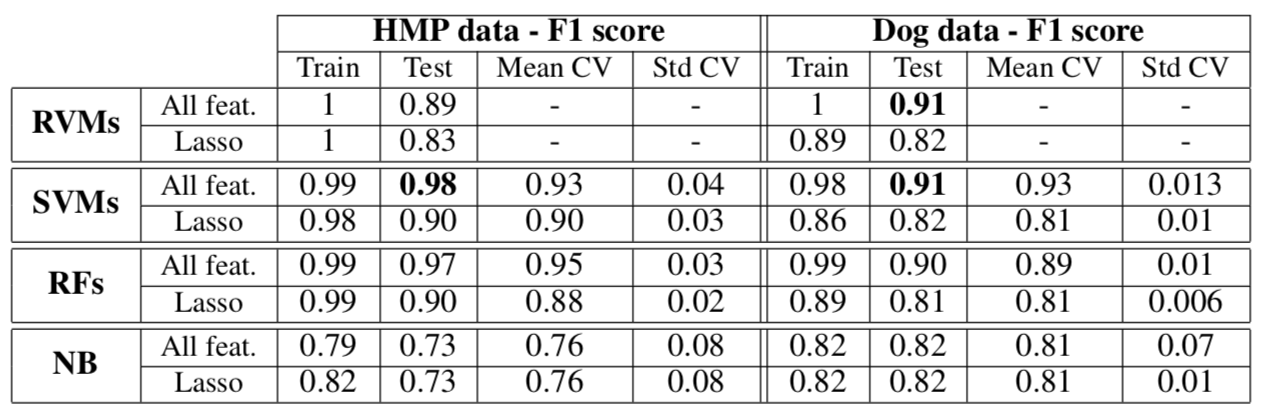 HMP data - F1 score Dog data - F1 score
Train Test Mean CV Std CV Train Test Mean CV Std CV
RVMs All feat. 1 0.89 - - 1 0.91 - -
Lasso 1 0.83 - - 0.89 0.82 - -
SVMs All feat. 0.99 0.98 0.93 0.04 0.98 0.91 0.93 0.013
Lasso 0.98 0.90 0.90 0.03 0.86 0.82 0.81 0.01
RFs All feat. 0.99 0.97 0.95 0.03 0.99 0.90 0.89 0.01
Lasso 0.99 0.90 0.88 0.02 0.89 0.81 0.81 0.006
NB All feat. 0.79 0.73 0.76 0.08 0.82 0.82 0.81 0.07
Lasso 0.82 0.73 0.76 0.08 0.82 0.82 0.81 0.01